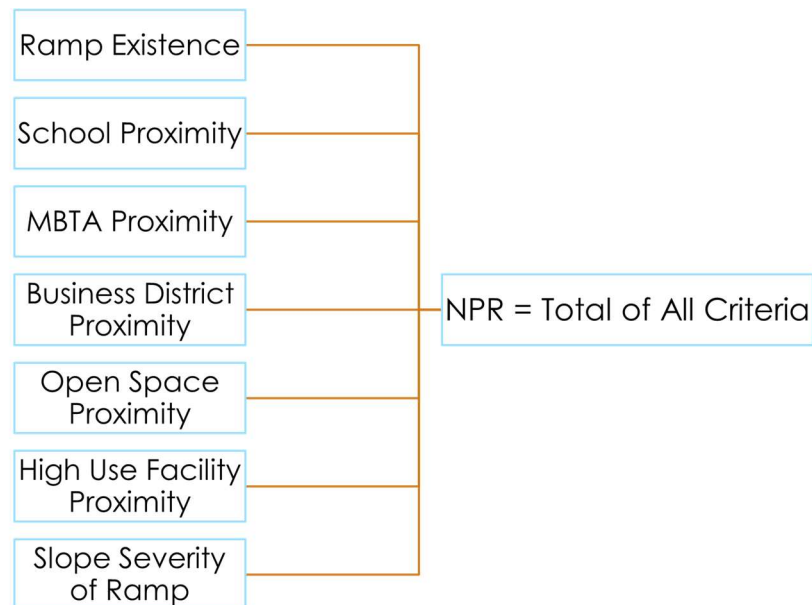 Ramp Existence
School Proximity
MBTA Proximity
Business District
Proximity
Open Space
Proximity
High Use Facility
Proximity
Slope Severity
of Ramp
NPR = Total of All Criteria